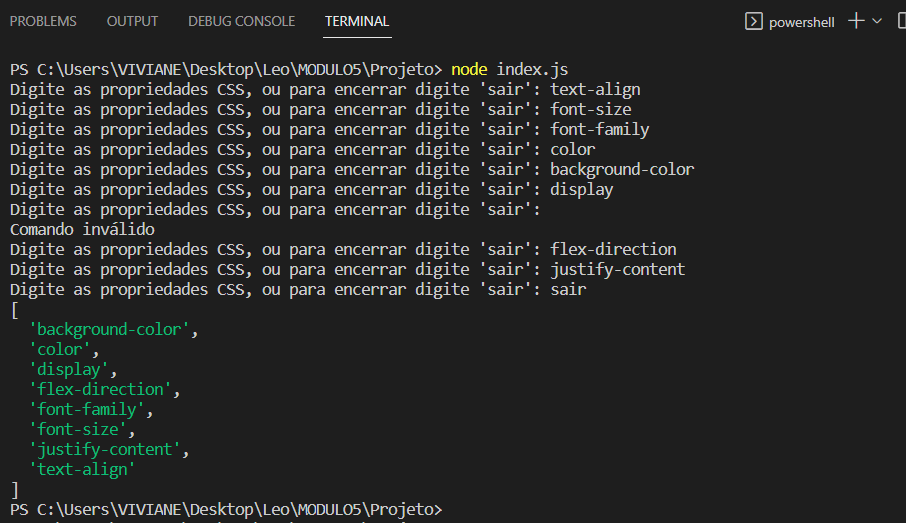 PROBLEMS OUTPUT DEBUG CONSOLE TERMINAL powershell
PS C:\Users\VIVIANE\Desktop\Leo\MODULO5\Projeto> node index.js
Digite as propriedades CSS, ou para encerrar digite 'sair': text-align
Digite as propriedades CSS, ou para encerrar digite 'sair': font-size
Digite as propriedades CSS, ou para encerrar digite 'sair': font-family
Digite as propriedades CSS, ou para encerrar digite 'sair': color
Digite as propriedades CSS, ou para encerrar digite 'sair': background-color
Digite as propriedades CSS, ou para encerrar digite 'sair': display
Digite as propriedades CSS, ou para encerrar digite 'sair':
Comando inválido
Digite as propriedades CSS, ou para encerrar digite 'sair': flex-direction
Digite as propriedades CSS, ou para encerrar digite 'sair': justify-content
Digite as propriedades CSS, ou para encerrar digite 'sair': sair
[
  'background-color',
  'color',
  'display',
  'flex-direction',
  'font-family',
  'font-size',
  'justify-content',
  'text-align'
]
PS C:\Users\VIVIANE\Desktop\Leo\MODULO5\Projeto>